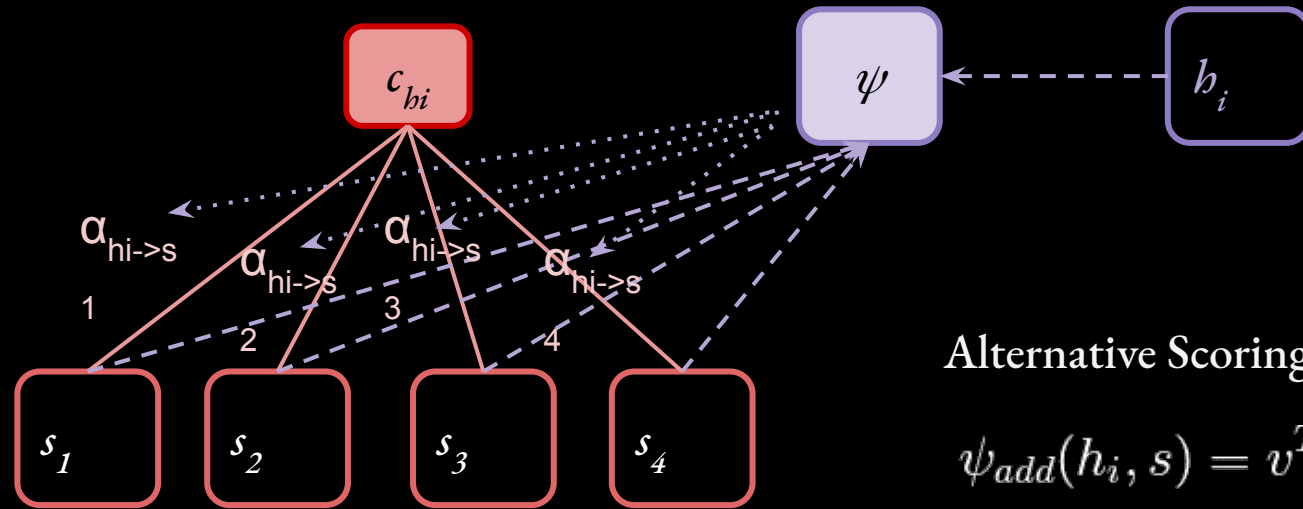 c_hi
ψ
h_i
α_hi->s
1
α_hi->s
2
α_hi->s
3
α_hi->s
4
s_1
s_2
s_3
s_4
Alternative Scoring
ψ_add(h_i, s) = v^T